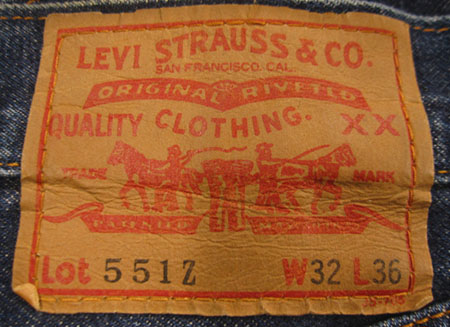 LEVI STRAUSS & CO.
SAN FRANCISCO, CAL.
ORIGINAL RIVETED
QUALITY CLOTHING. XX
TRADE MARK
Lot 551Z W32 L36